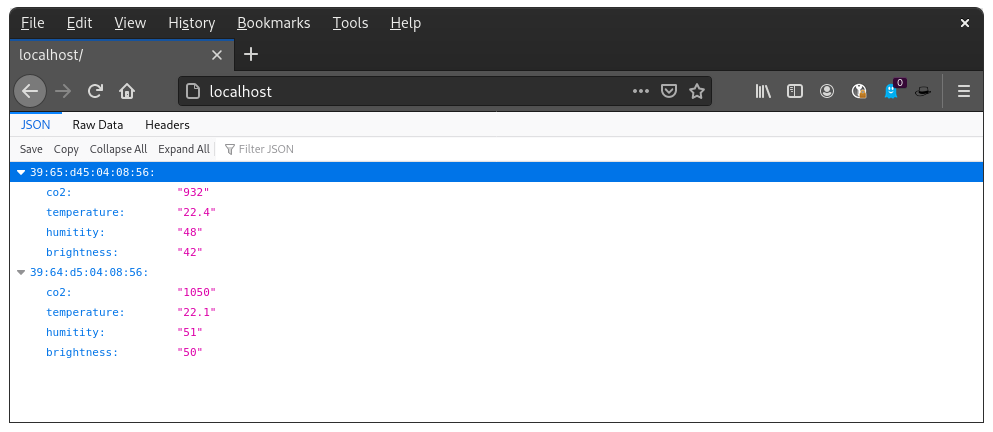 File Edit View History Bookmarks Tools Help
localhost/
localhost
0
JSON Raw Data Headers
Save Copy Collapse All Expand All Filter JSON
39:65:d45:04:08:56:
co2: "932"
temperature: "22.4"
humitity: "48"
brightness: "42"
39:64:d5:04:08:56:
co2: "1050"
temperature: "22.1"
humitity: "51"
brightness: "50"